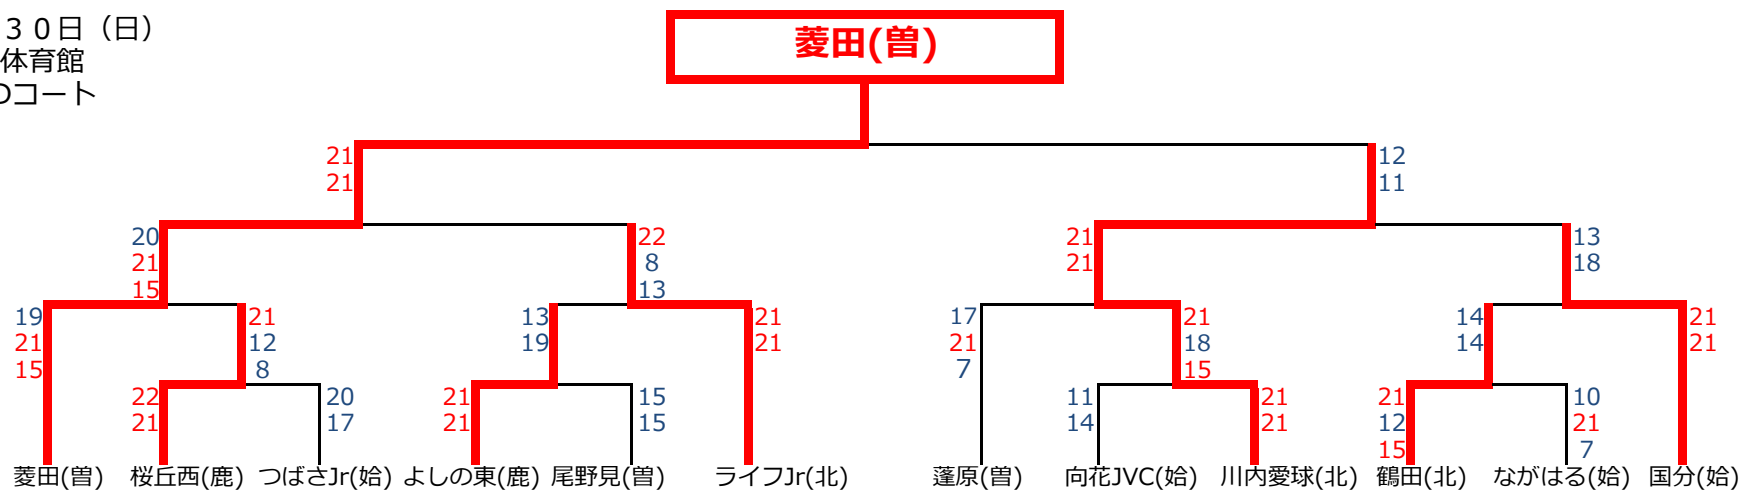 ３０日（日）
体育館
コート
菱田(曽)
21 12
21 11
20 22 21 13
21 8 21 18
15 13
19 21 13 21 17 21 14 21
21 12 19 21 21 18 14 21
15 8 7 15
22 20 21 15 11 21 21 10
21 17 21 15 14 21 12 21
15 7
菱田(曽) 桜丘西(鹿) つばさJr(姶) よしの東(鹿) 尾野見(曽) ライフJr(北) 蓬原(曽) 向花JVC(姶) 川内愛球(北) 鶴田(北) ながはる(姶) 国分(姶)